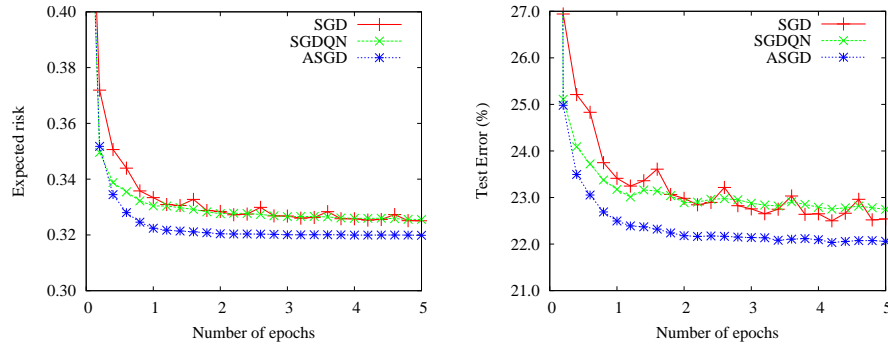 0.40
0.38
0.36
0.34
0.32
0.30
Expected risk
0 1 2 3 4 5
Number of epochs
SGD
SGDQN
ASGD
27.0
26.0
25.0
24.0
23.0
22.0
21.0
Test Error (%)
0 1 2 3 4 5
Number of epochs
SGD
SGDQN
ASGD